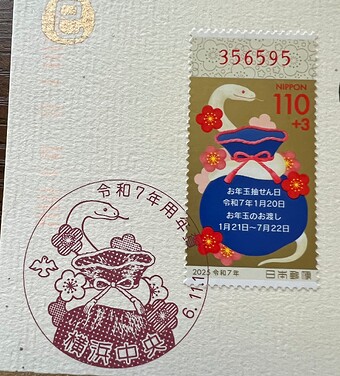 356595
NIPPON
110
+3
お年玉抽せん日
令和7年1月20日
お年玉のお渡し
1月21日~7月22日
2025 令和7年
日本郵便
令和7年用年
6.11.1
横浜中央